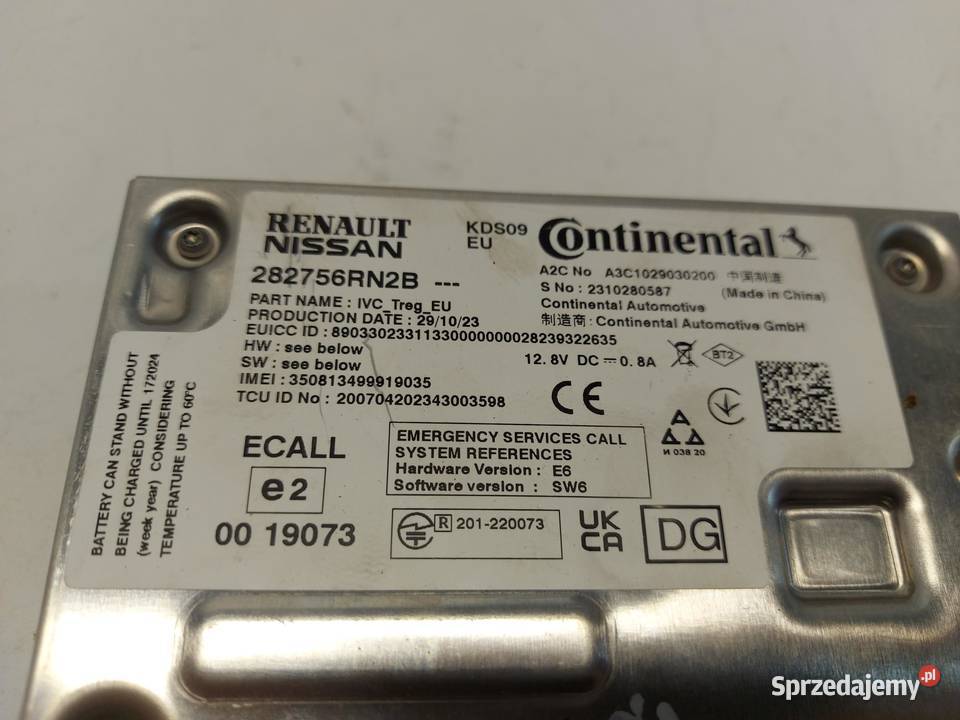 RENAULT
NISSAN
KDS09
EU
Continental
282756RN2B ---
A2C No A3C1029030200 中国制造
S No : 2310280587 (Made in China)
Continental Automotive
制造商: Continental Automotive GmbH
PART NAME : IVC_Treg_EU
PRODUCTION DATE : 29/10/23
EUICC ID : 89033023311330000000028239322635
HW : see below
12.8V DC 0.8A
BT2
SW : see below
IMEI : 350813499919035
TCU ID No : 200704202343003598
CE
И 038 20
BATTERY CAN STAND WITHOUT
BEING CHARGED UNTIL 172024
(week year) CONSIDERING
TEMPERATURE UP TO 60°C
ECALL
e2
00 19073
EMERGENCY SERVICES CALL
SYSTEM REFERENCES
Hardware Version : E6
Software version : SW6
R 201-220073
UK
CA
DG
Sprzedajemy.pl